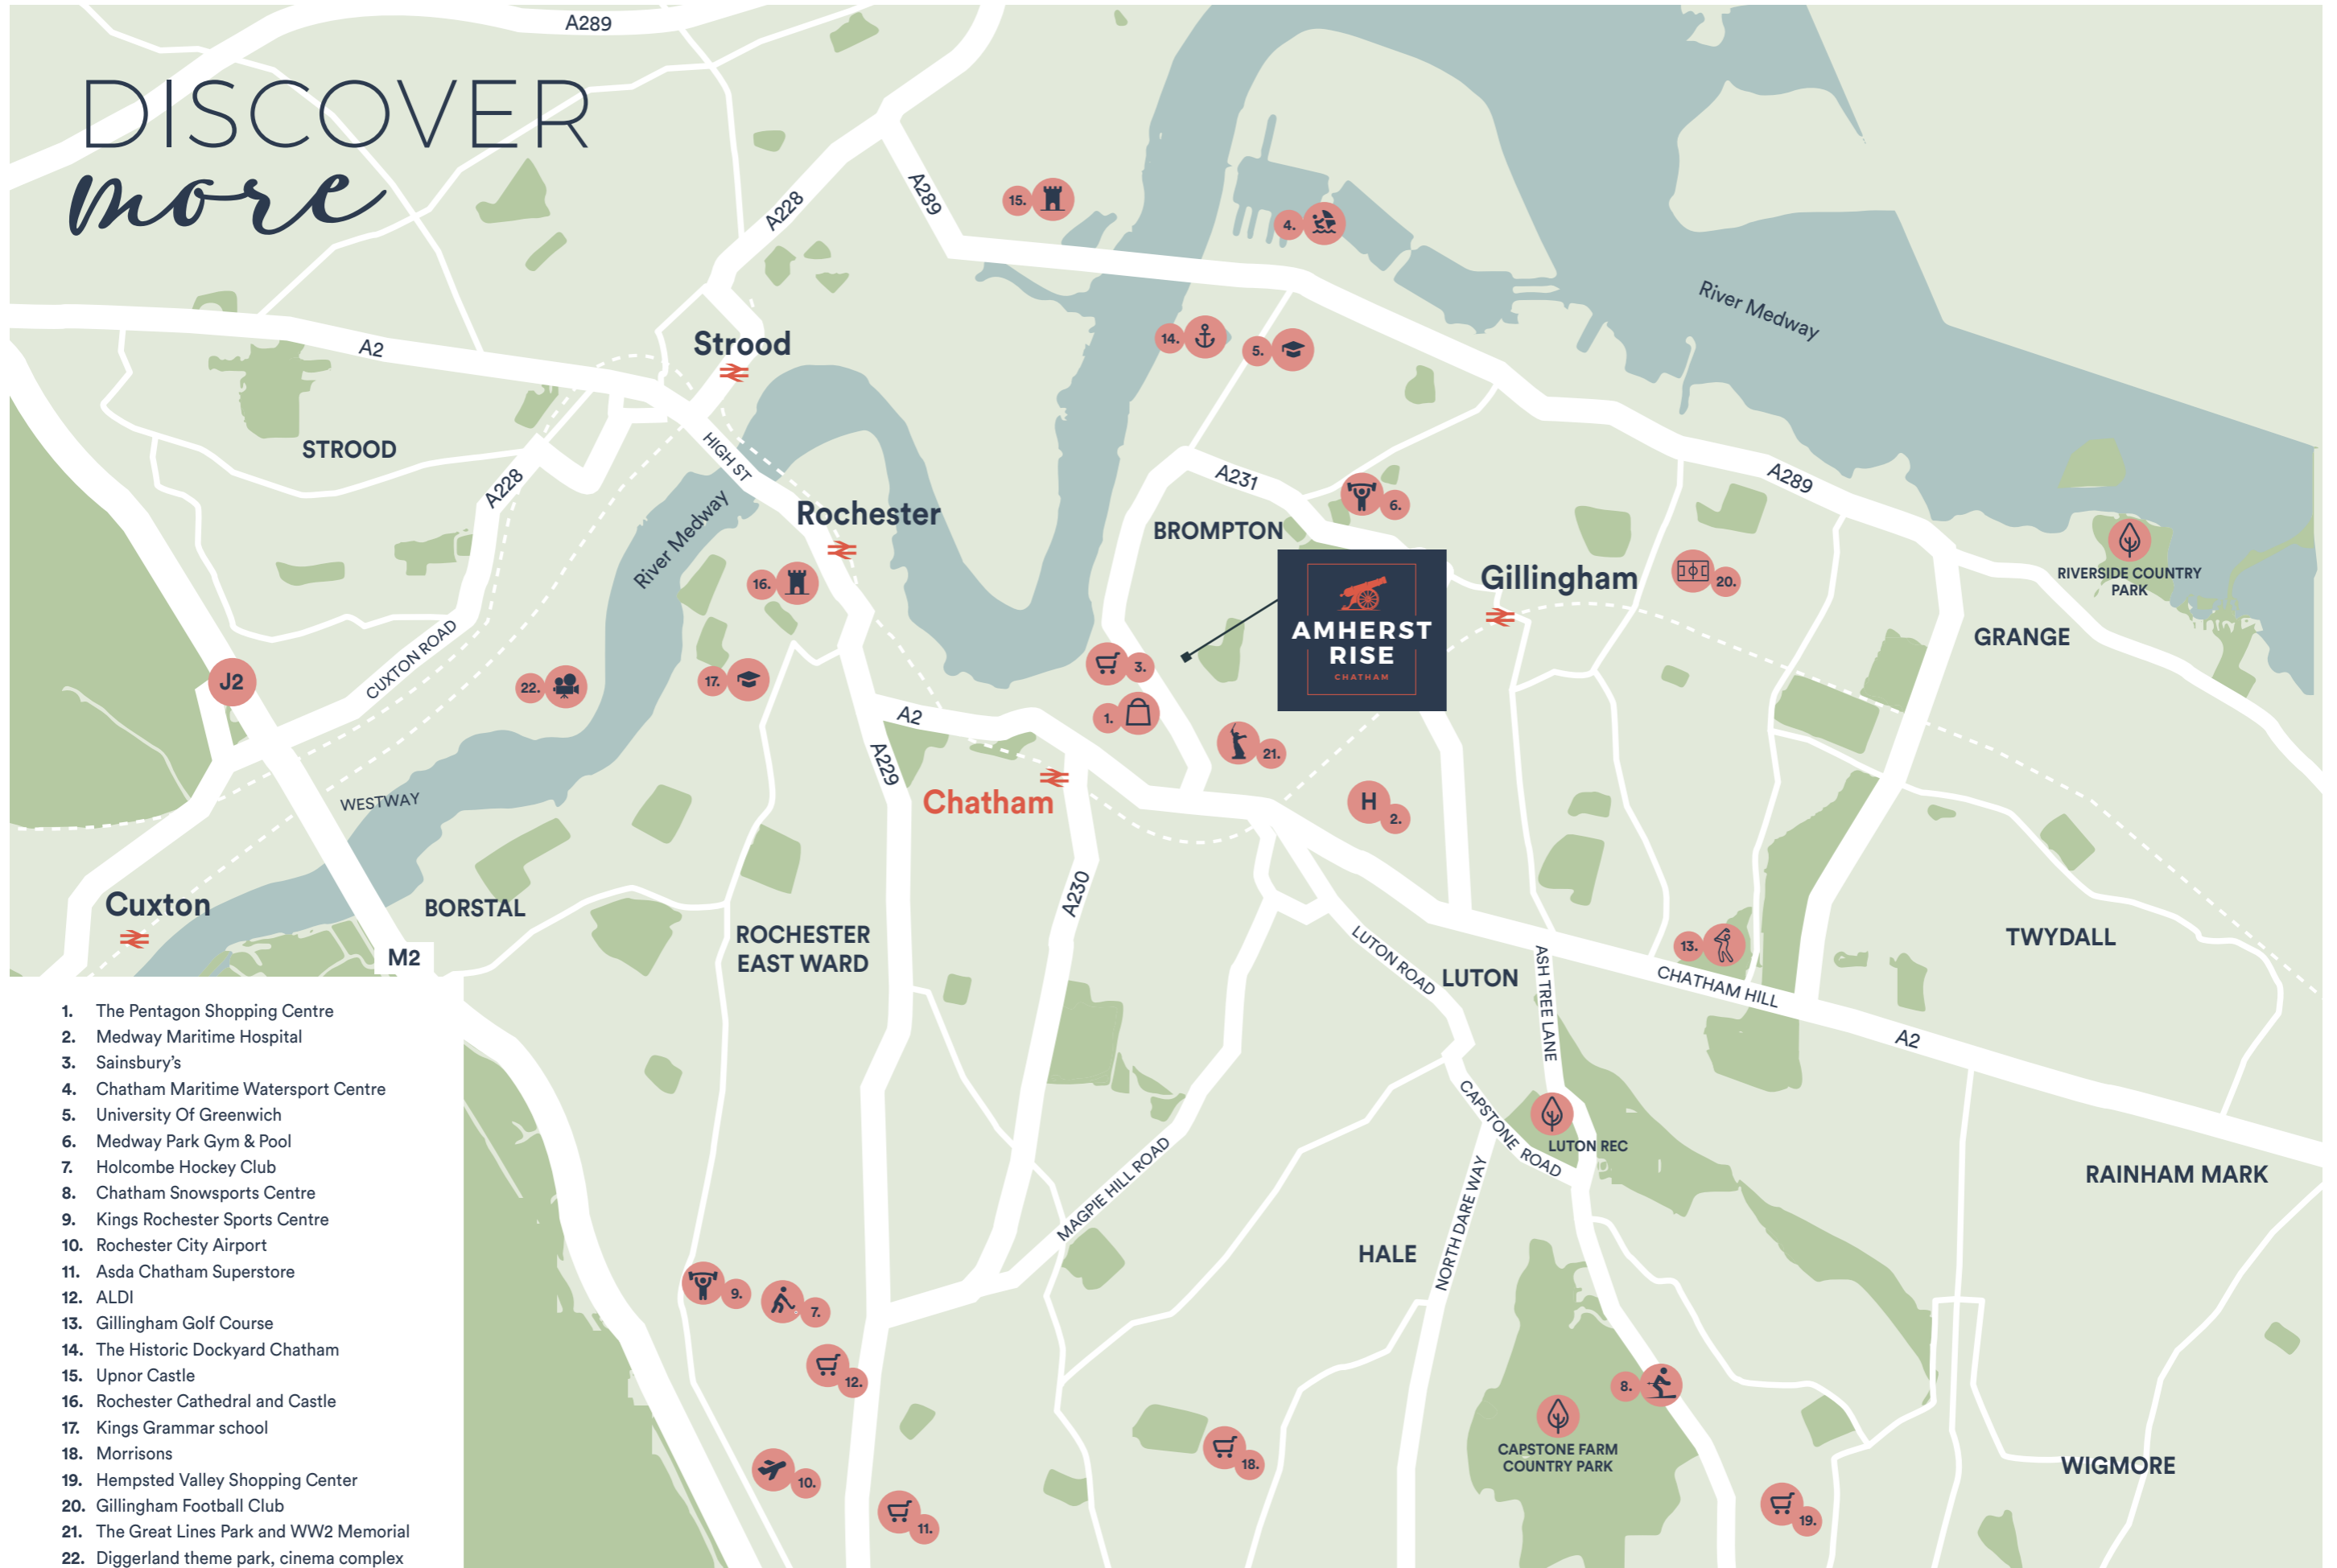 DISCOVER
more
A289
A228
A289
15.
4.
River Medway
A2
Strood
14.
5.
STROOD
HIGH ST
A228
A231
A289
6.
BROMPTON
Rochester
River Medway
16.
AMHERST
RISE
CHATHAM
Gillingham
20.
RIVERSIDE COUNTRY
PARK
GRANGE
CUXTON ROAD
J2
22.
17.
3.
1.
A2
A229
21.
Chatham
WESTWAY
H
2.
A230
Cuxton
BORSTAL
M2
ROCHESTER
EAST WARD
LUTON ROAD
LUTON
ASH TREE LANE
13.
CHATHAM HILL
TWYDALL
A2
CAPSTONE ROAD
LUTON REC
MAGPIE HILL ROAD
NORTH DARE WAY
RAINHAM MARK
HALE
9.
7.
12.
8.
CAPSTONE FARM
COUNTRY PARK
18.
10.
11.
19.
WIGMORE
1. The Pentagon Shopping Centre
2. Medway Maritime Hospital
3. Sainsbury's
4. Chatham Maritime Watersport Centre
5. University Of Greenwich
6. Medway Park Gym & Pool
7. Holcombe Hockey Club
8. Chatham Snowsports Centre
9. Kings Rochester Sports Centre
10. Rochester City Airport
11. Asda Chatham Superstore
12. ALDI
13. Gillingham Golf Course
14. The Historic Dockyard Chatham
15. Upnor Castle
16. Rochester Cathedral and Castle
17. Kings Grammar school
18. Morrisons
19. Hempsted Valley Shopping Center
20. Gillingham Football Club
21. The Great Lines Park and WW2 Memorial
22. Diggerland theme park, cinema complex